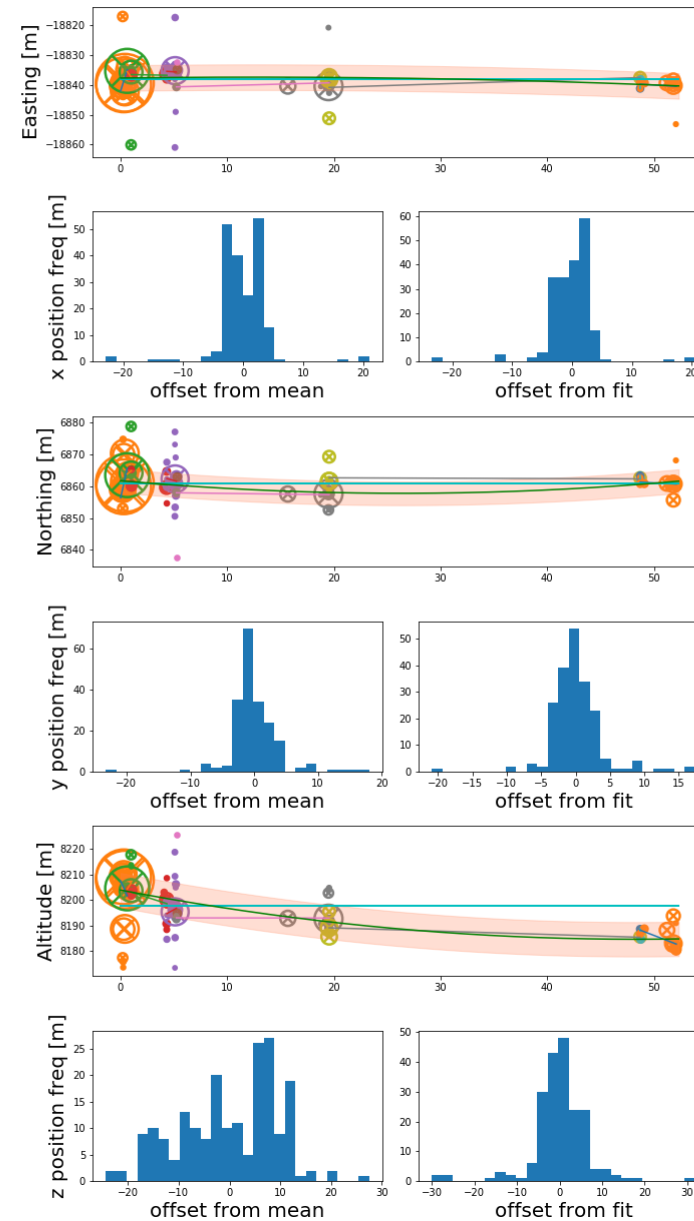 Easting [m]
−18820
−18830
−18840
−18850
−18860
0 10 20 30 40 50
x position freq [m]
50
40
30
20
10
0
−20 −10 0 10 20
offset from mean
60
50
40
30
20
10
0
−20 −10 0 10 20
offset from fit
Northing [m]
6880
6870
6860
6850
6840
0 10 20 30 40 50
y position freq [m]
60
40
20
0
−20 −10 0 10 20
offset from mean
50
40
30
20
10
0
−20 −15 −10 −5 0 5 10 15
offset from fit
Altitude [m]
8220
8210
8200
8190
8180
0 10 20 30 40 50
z position freq [m]
25
20
15
10
5
0
−20 −10 0 10 20 30
offset from mean
50
40
30
20
10
0
−30 −20 −10 0 10 20 30
offset from fit